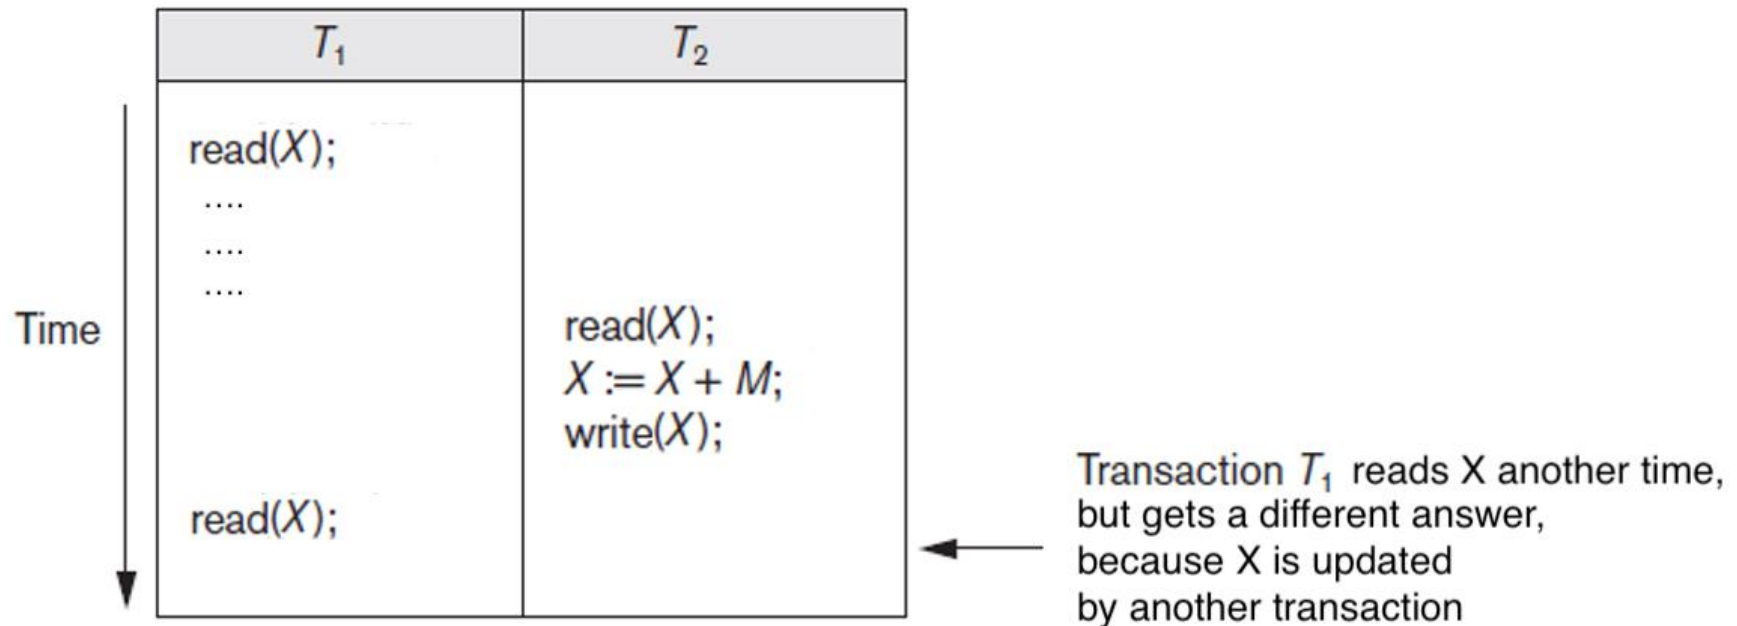 T₁ T₂
read(X);
....
....
....
Time
read(X);
X := X + M;
write(X);
read(X);
Transaction T₁ reads X another time,
but gets a different answer,
because X is updated
by another transaction